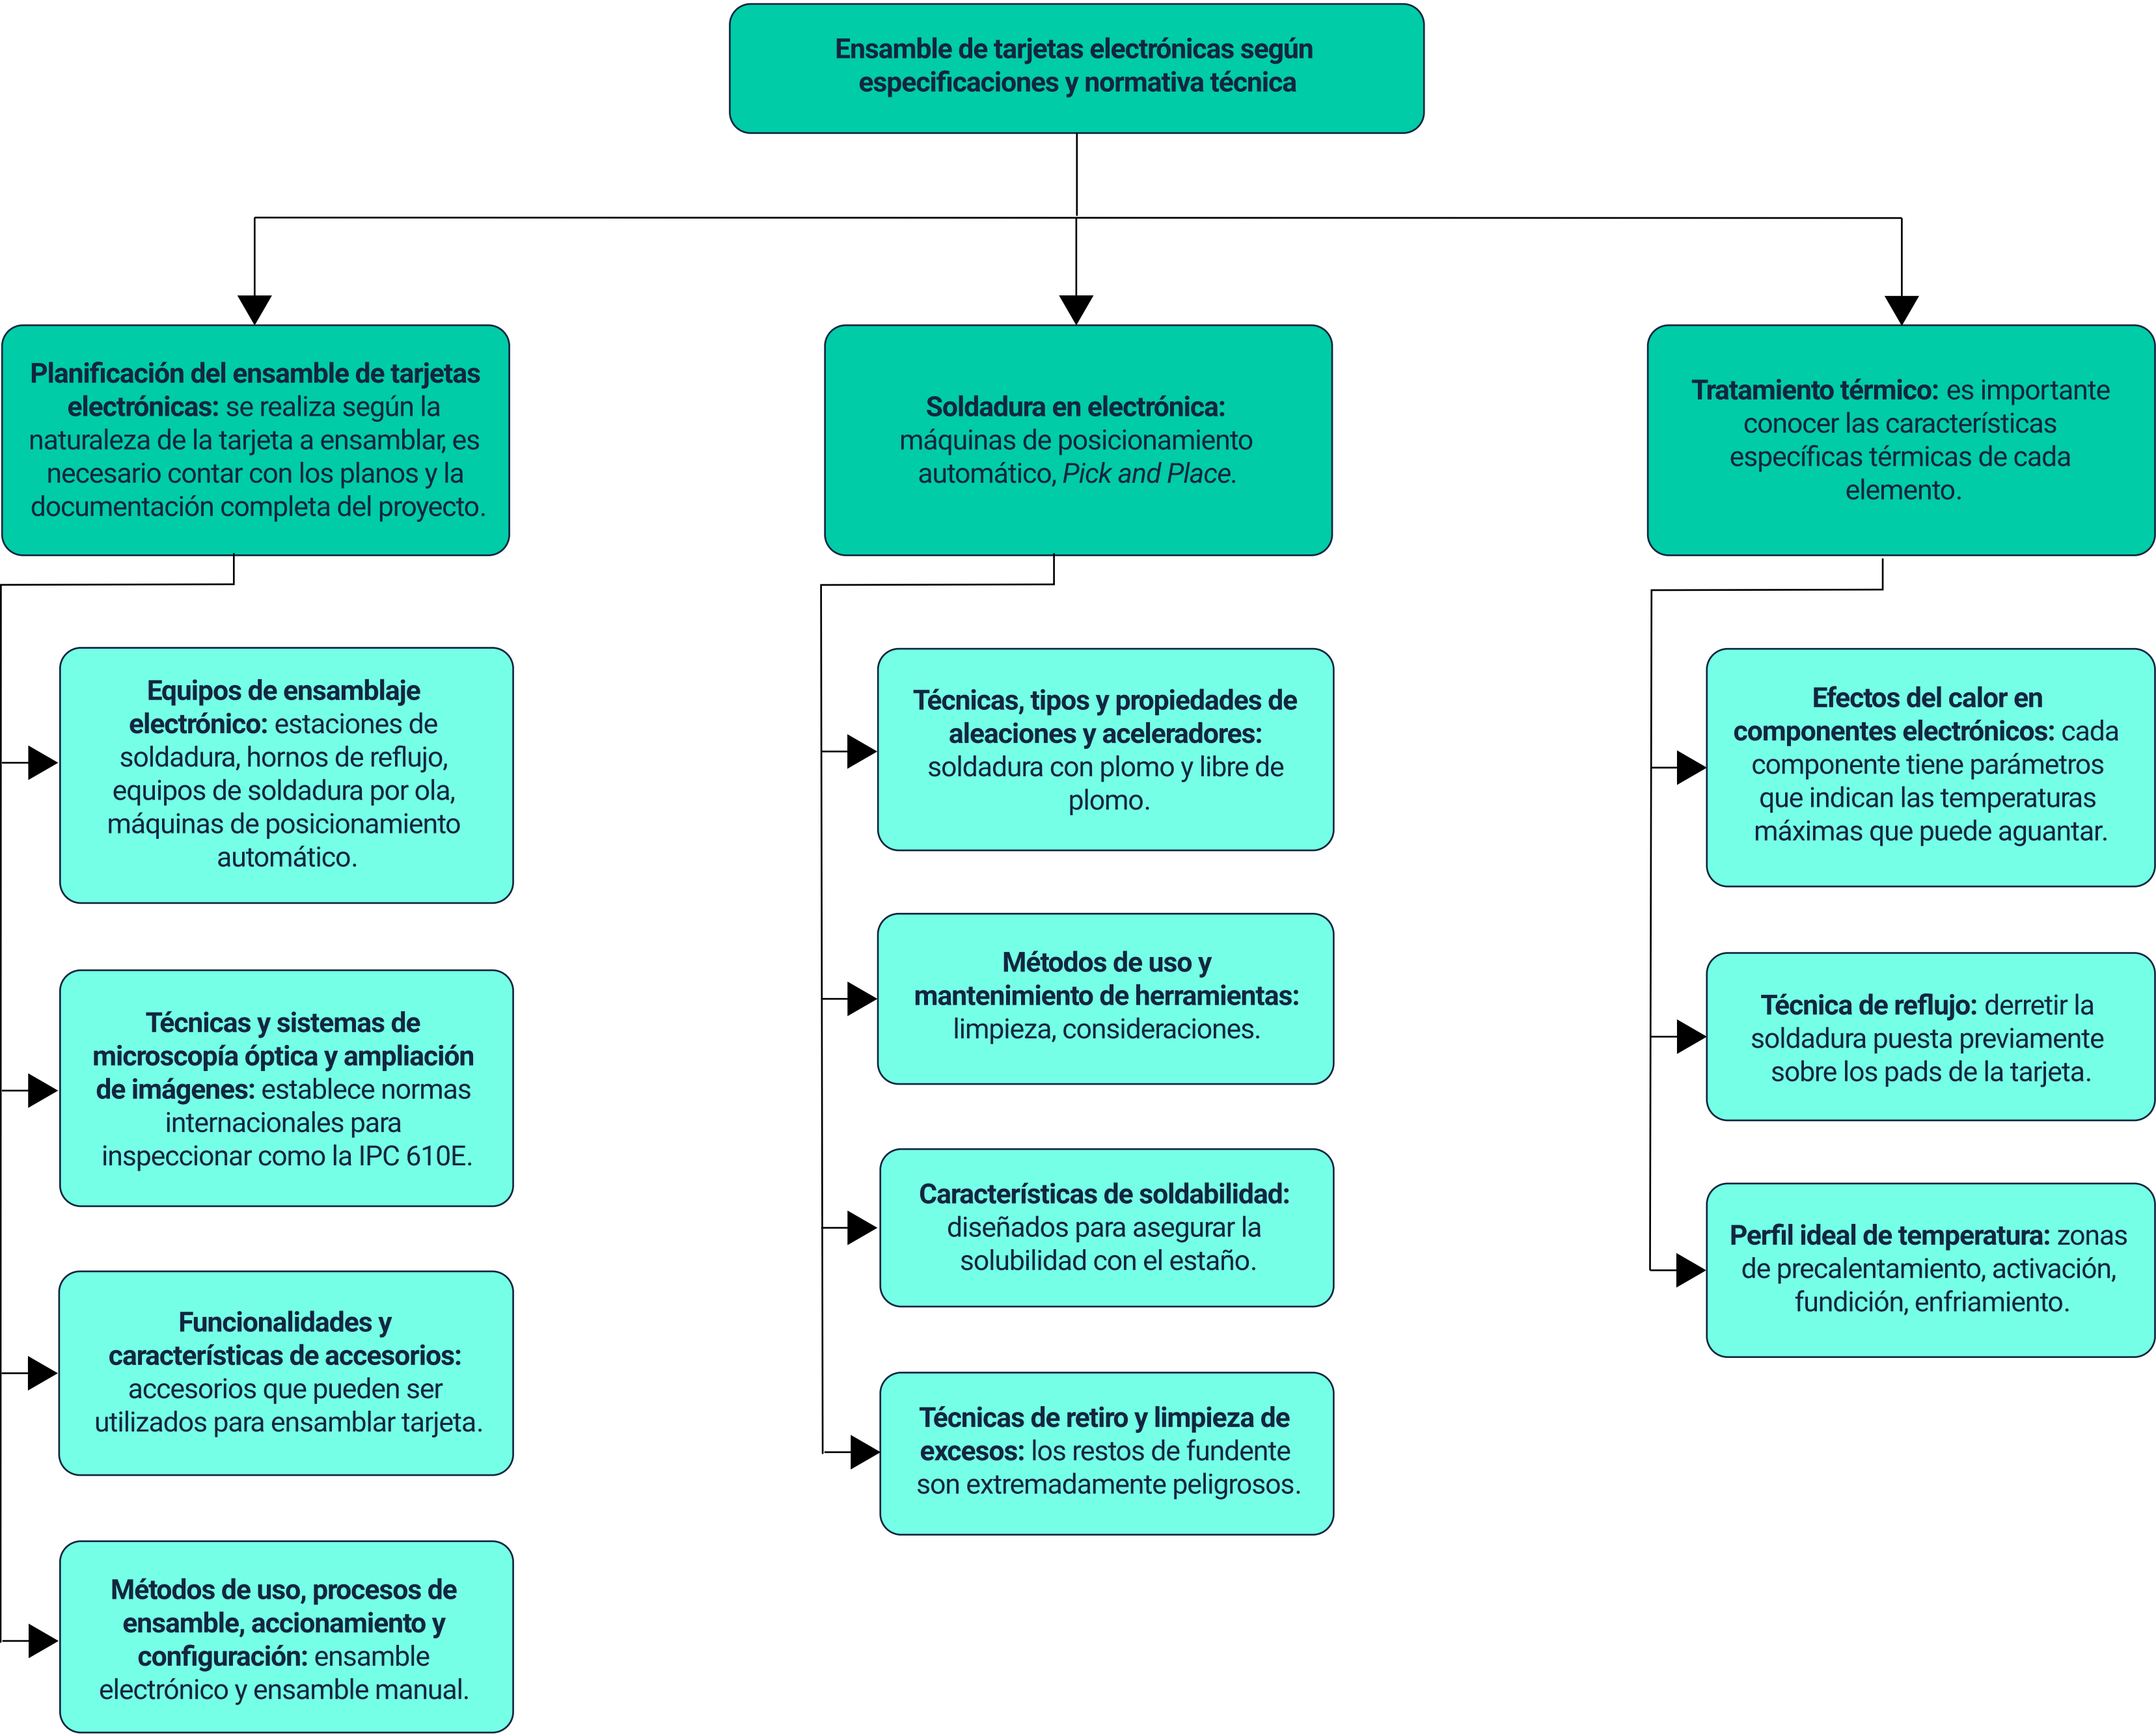 Ensamble de tarjetas electrónicas según
especificaciones y normativa técnica
Planificación del ensamble de tarjetas
electrónicas: se realiza según la
naturaleza de la tarjeta a ensamblar, es
necesario contar con los planos y la
documentación completa del proyecto.
Equipos de ensamblaje
electrónico: estaciones de
soldadura, hornos de reflujo,
equipos de soldadura por ola,
máquinas de posicionamiento
automático.
Técnicas y sistemas de
microscopía óptica y ampliación
de imágenes: establece normas
internacionales para
inspeccionar como la IPC 610E.
Funcionalidades y
características de accesorios:
accesorios que pueden ser
utilizados para ensamblar tarjeta.
Métodos de uso, procesos de
ensamble, accionamiento y
configuración: ensamble
electrónico y ensamble manual.
Soldadura en electrónica:
máquinas de posicionamiento
automático, Pick and Place.
Técnicas, tipos y propiedades de
aleaciones y aceleradores:
soldadura con plomo y libre de
plomo.
Métodos de uso y
mantenimiento de herramientas:
limpieza, consideraciones.
Características de soldabilidad:
diseñados para asegurar la
solubilidad con el estaño.
Técnicas de retiro y limpieza de
excesos: los restos de fundente
son extremadamente peligrosos.
Tratamiento térmico: es importante
conocer las características
específicas térmicas de cada
elemento.
Efectos del calor en
componentes electrónicos: cada
componente tiene parámetros
que indican las temperaturas
máximas que puede aguantar.
Técnica de reflujo: derretir la
soldadura puesta previamente
sobre los pads de la tarjeta.
Perfil ideal de temperatura: zonas
de precalentamiento, activación,
fundición, enfriamiento.